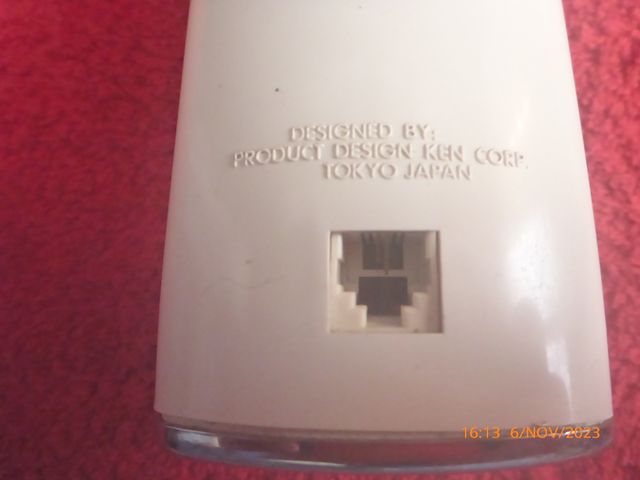 DESIGNED BY:
PRODUCT DESIGN KEN CORP.
TOKYO JAPAN
16:13 6/NOV/2023